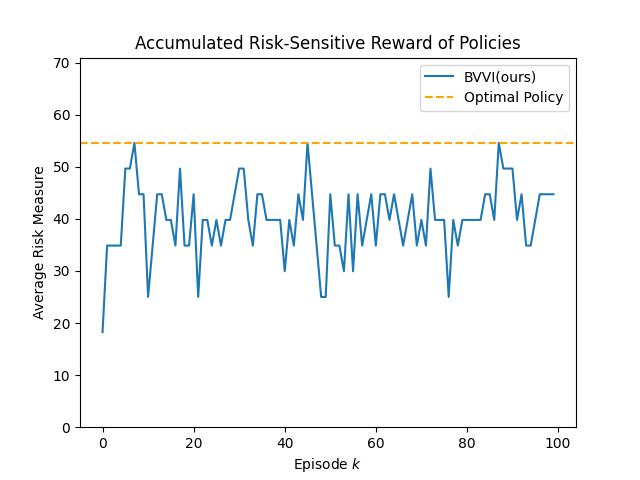 Accumulated Risk-Sensitive Reward of Policies
BVVI(ours)
Optimal Policy
Average Risk Measure
70
60
50
40
30
20
10
0
0 20 40 60 80 100
Episode k